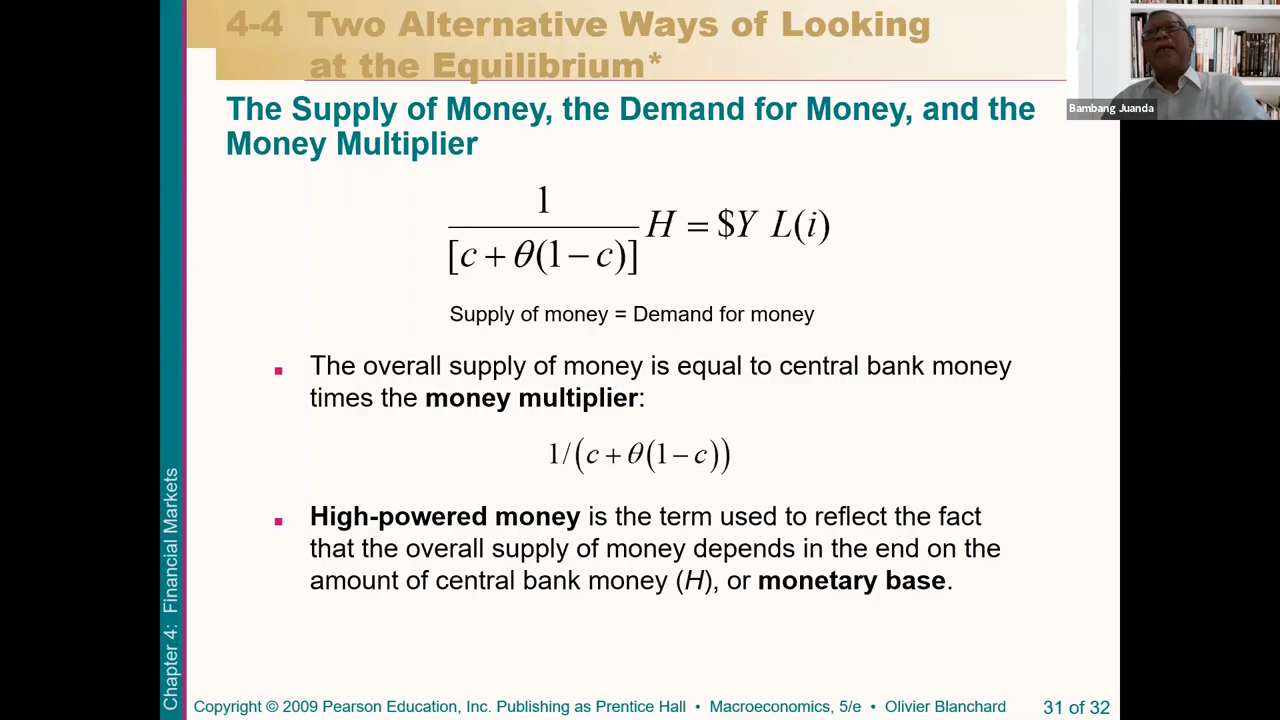 4-4 Two Alternative Ways of Looking
at the Equilibrium*
Bambang Juanda
The Supply of Money, the Demand for Money, and the
Money Multiplier
1
[c + θ(1 − c)] H = $Y L(i)
Supply of money = Demand for money
▪ The overall supply of money is equal to central bank money
times the money multiplier:
1/(c + θ(1 − c))
▪ High-powered money is the term used to reflect the fact
that the overall supply of money depends in the end on the
amount of central bank money (H), or monetary base.
Chapter 4: Financial Markets
Copyright © 2009 Pearson Education, Inc. Publishing as Prentice Hall • Macroeconomics, 5/e • Olivier Blanchard
31 of 32